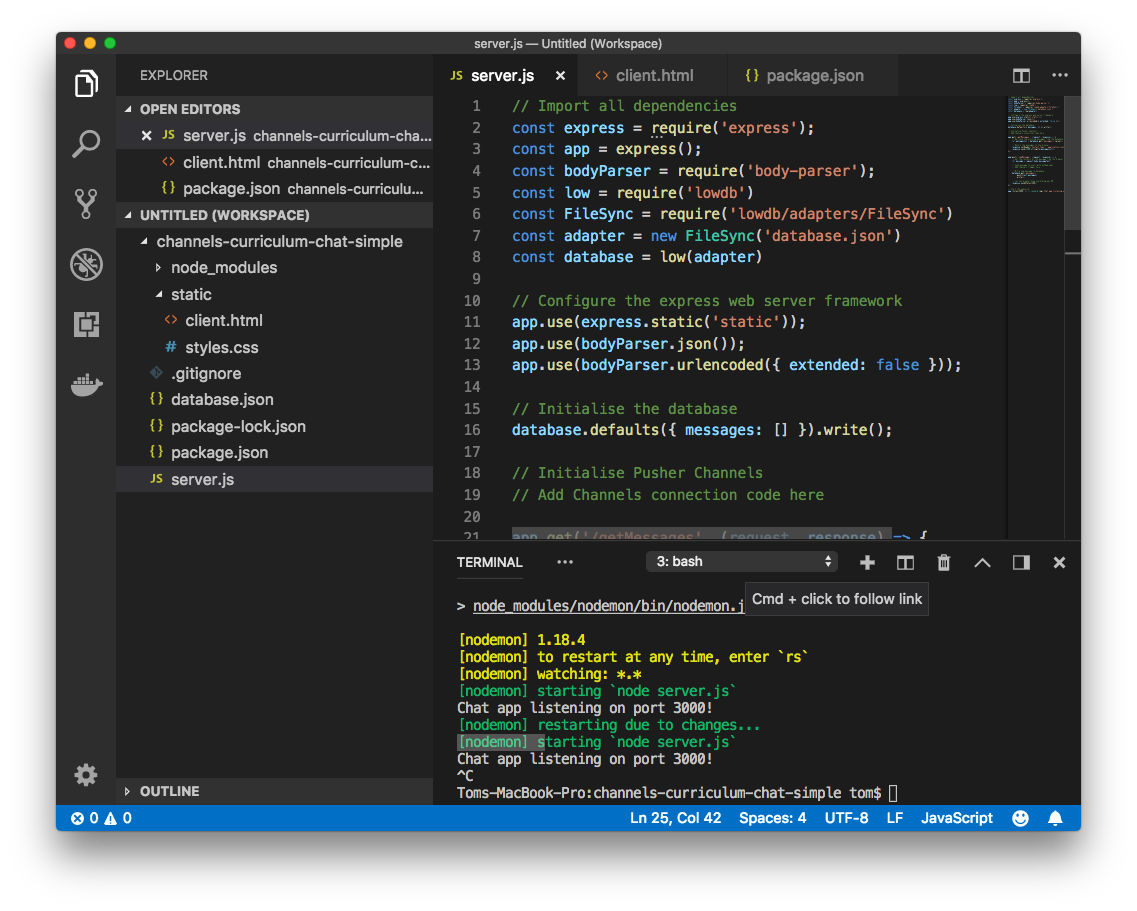 server.js — Untitled (Workspace)
EXPLORER
OPEN EDITORS
JS server.js channels-curriculum-cha...
<> client.html channels-curriculum-c...
{} package.json channels-curriculu...
UNTITLED (WORKSPACE)
channels-curriculum-chat-simple
node_modules
static
<> client.html
# styles.css
.gitignore
{} database.json
{} package-lock.json
{} package.json
JS server.js
OUTLINE
JS server.js <> client.html {} package.json
1 // Import all dependencies
2 const express = require('express');
3 const app = express();
4 const bodyParser = require('body-parser');
5 const low = require('lowdb')
6 const FileSync = require('lowdb/adapters/FileSync')
7 const adapter = new FileSync('database.json')
8 const database = low(adapter)
9
10 // Configure the express web server framework
11 app.use(express.static('static'));
12 app.use(bodyParser.json());
13 app.use(bodyParser.urlencoded({ extended: false }));
14
15 // Initialise the database
16 database.defaults({ messages: [] }).write();
17
18 // Initialise Pusher Channels
19 // Add Channels connection code here
20
21 app.get('/getMessages', (request, response) => {
TERMINAL ... 3: bash
> node_modules/nodemon/bin/nodemon.j
Cmd + click to follow link
[nodemon] 1.18.4
[nodemon] to restart at any time, enter `rs`
[nodemon] watching: *.*
[nodemon] starting `node server.js`
Chat app listening on port 3000!
[nodemon] restarting due to changes...
[nodemon] starting `node server.js`
Chat app listening on port 3000!
^C
Toms-MacBook-Pro:channels-curriculum-chat-simple tom$
0 0 Ln 25, Col 42 Spaces: 4 UTF-8 LF JavaScript